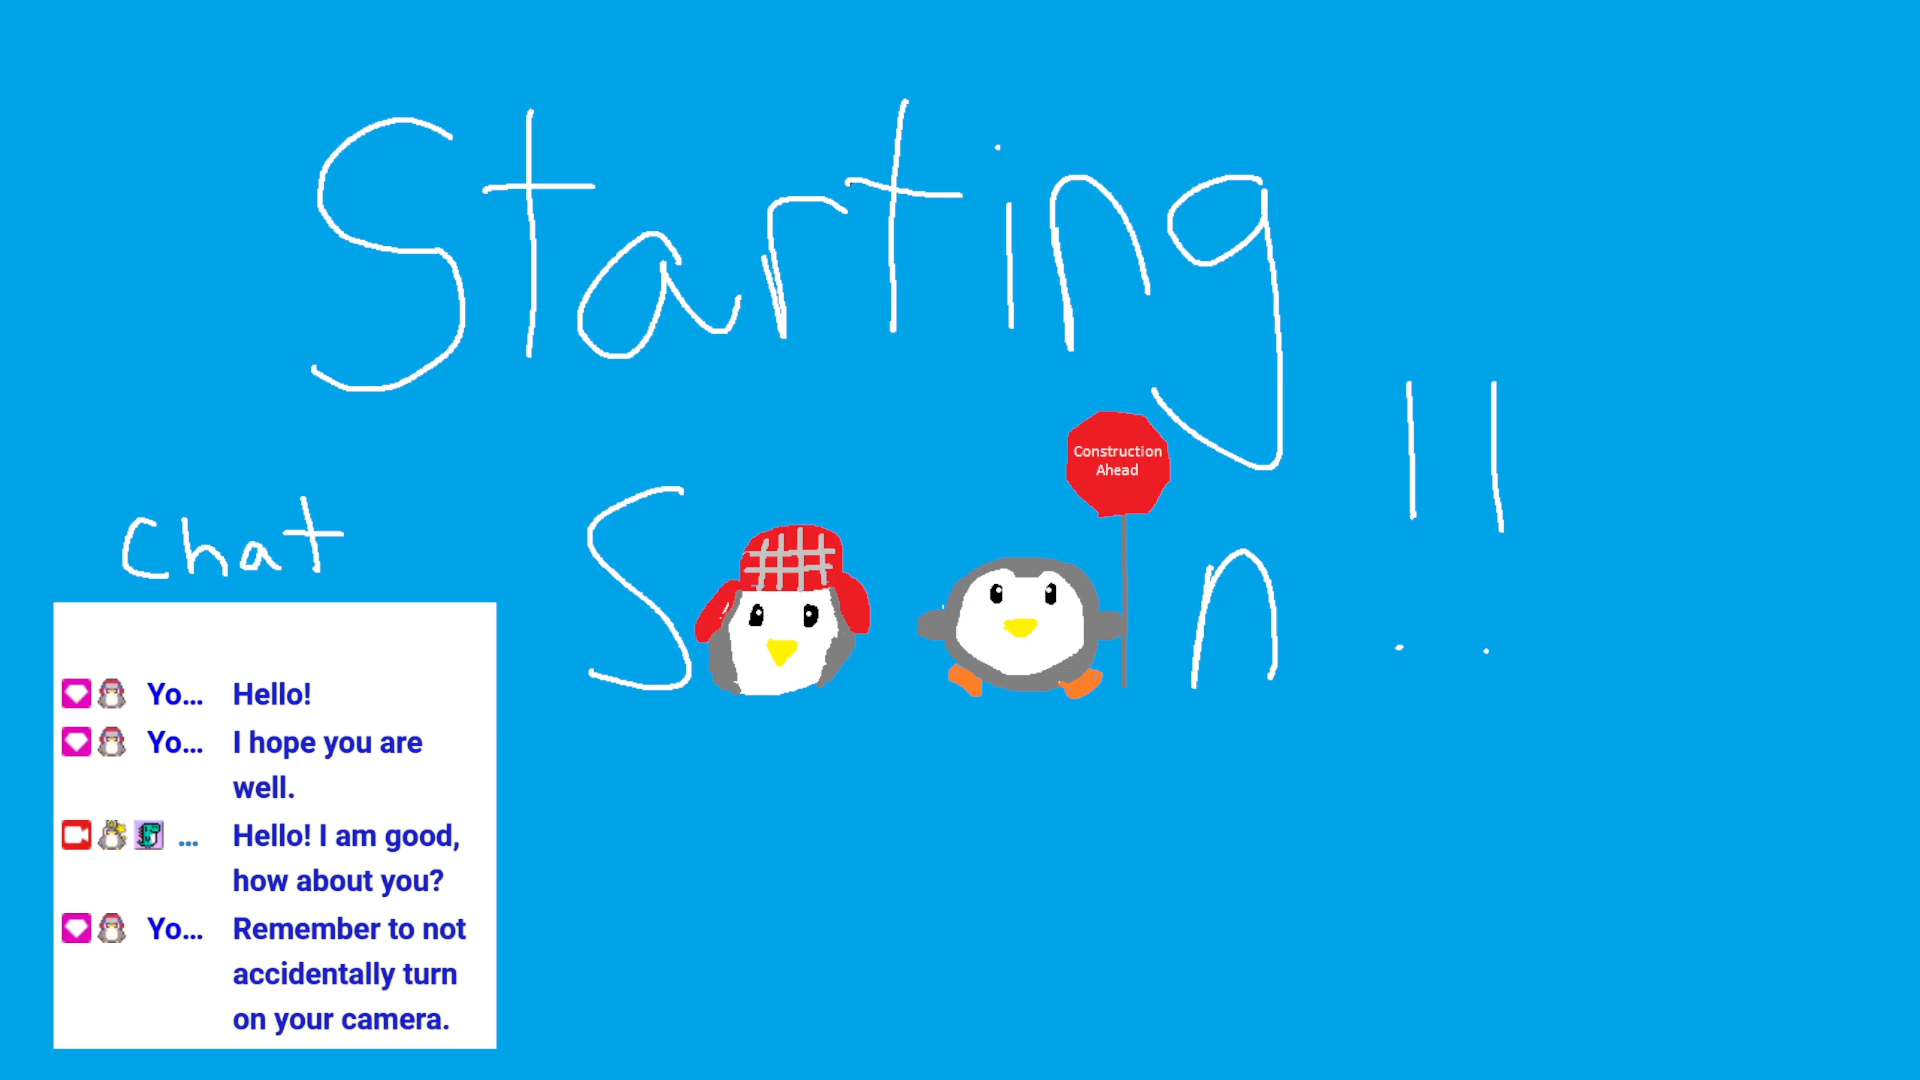 Starting
Construction
Ahead
Soon!!
Chat
Yo... Hello!
Yo... I hope you are
well.
... Hello! I am good,
how about you?
Yo... Remember to not
accidentally turn
on your camera.